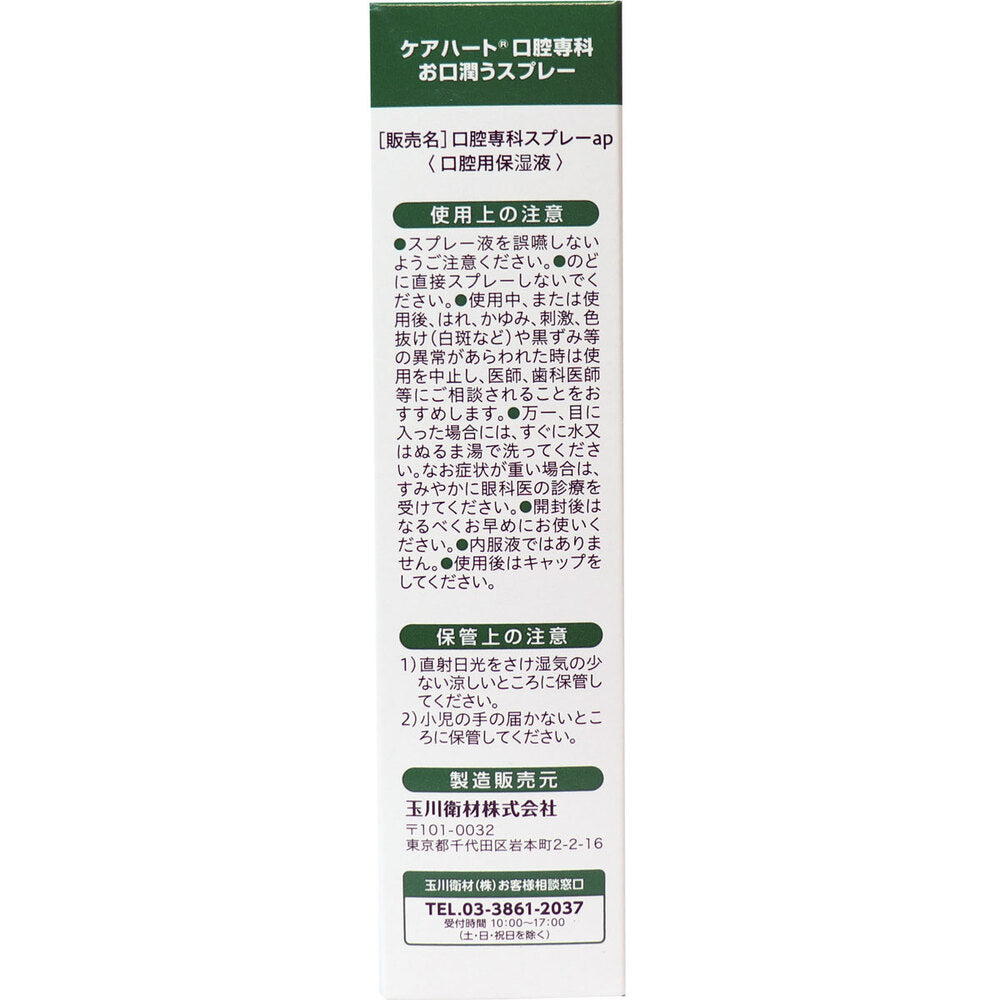 ケアハート®口腔専科
お口潤うスプレー
[販売名]口腔専科スプレーap
〈口腔用保湿液〉
使用上の注意
●スプレー液を誤嚥しない
ようご注意ください。●のど
に直接スプレーしないでく
ださい。●使用中、または使
用後、はれ、かゆみ、刺激、色
抜け(白斑など)や黒ずみ等
の異常があらわれた時は使
用を中止し、医師、歯科医師
等にご相談されることをお
すすめします。●万一、目に
入った場合には、すぐに水又
はぬるま湯で洗ってくださ
い。なお症状が重い場合は、
すみやかに眼科医の診療を
受けてください。●開封後は
なるべくお早めにお使いく
ださい。●内服液ではありま
せん。●使用後はキャップを
してください。
保管上の注意
1)直射日光をさけ湿気の少
ない涼しいところに保管し
てください。
2)小児の手の届かないとこ
ろに保管してください。
製造販売元
玉川衛材株式会社
〒101-0032
東京都千代田区岩本町2-2-16
玉川衛材(株)お客様相談窓口
TEL.03-3861-2037
受付時間 10:00～17:00
(土・日・祝日を除く)